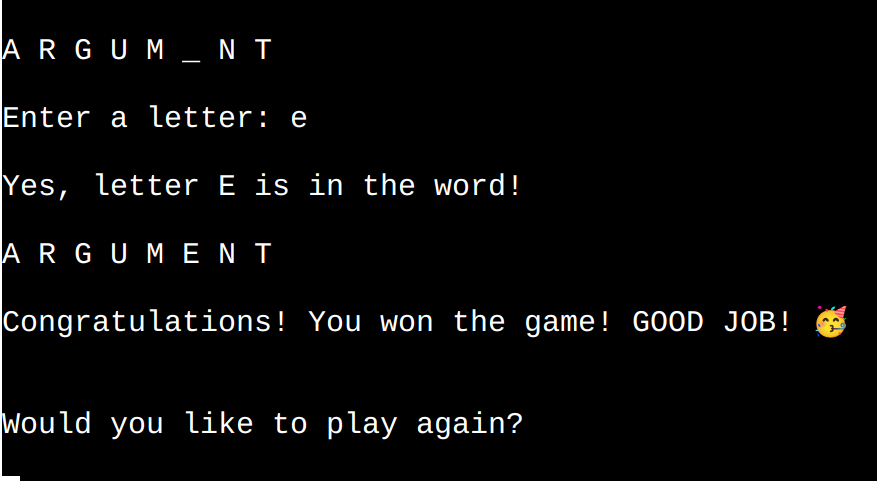 A R G U M _ N T
Enter a letter: e
Yes, letter E is in the word!
A R G U M E N T
Congratulations! You won the game! GOOD JOB! 🥳
Would you like to play again?